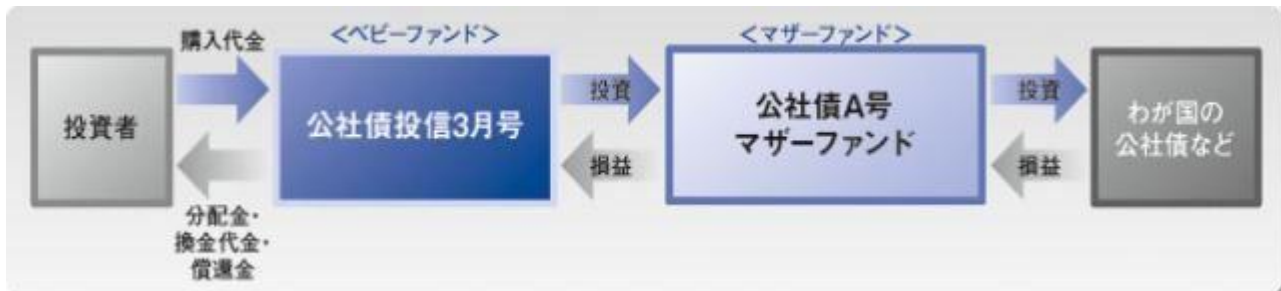 購入代金
<ベビーファンド>
<マザーファンド>
投資者
公社債投信3月号
投資
公社債A号
マザーファンド
投資
わが国の
公社債など
損益
損益
分配金・
換金代金・
償還金